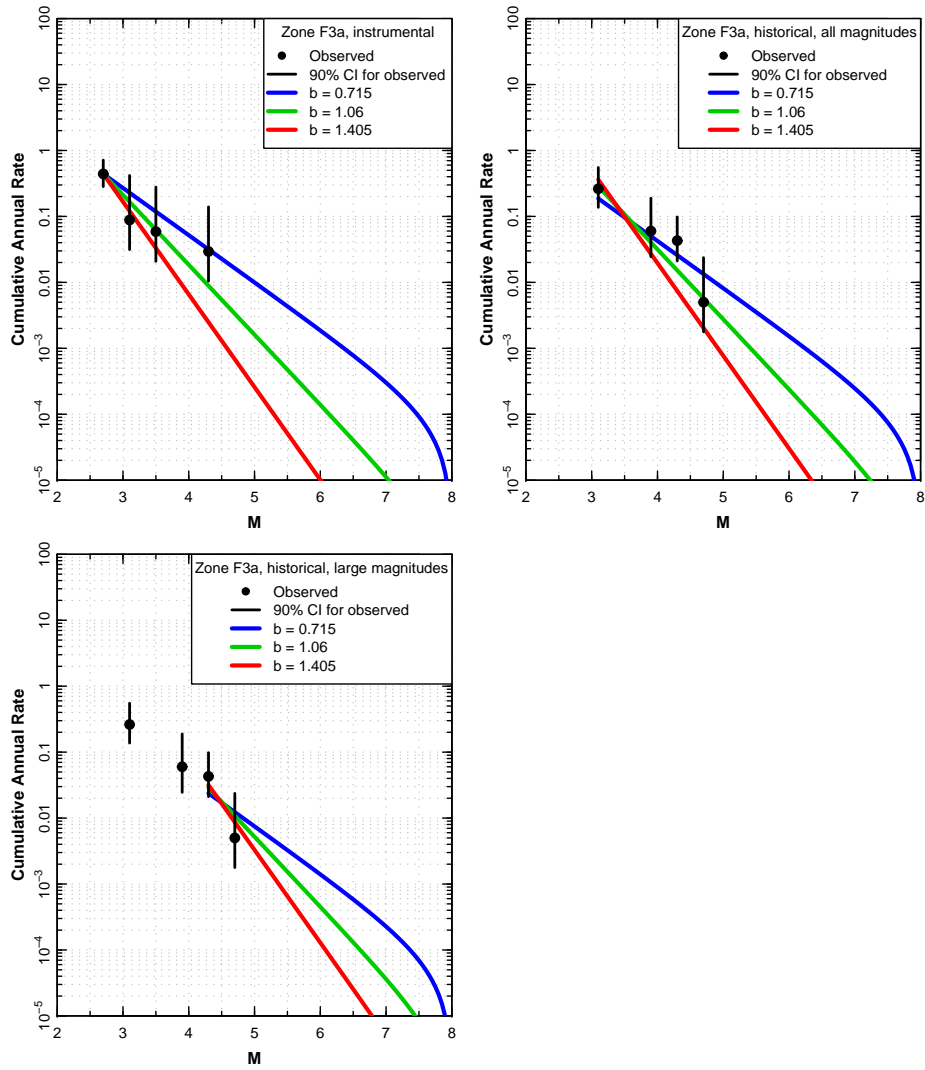 Zone F3a, instrumental
Observed
90% CI for observed
b = 0.715
b = 1.06
b = 1.405
Cumulative Annual Rate
100
10
1
0.1
0.01
10⁻³
10⁻⁴
10⁻⁵
2 3 4 5 6 7 8
M
Zone F3a, historical, all magnitudes
Observed
90% CI for observed
b = 0.715
b = 1.06
b = 1.405
Cumulative Annual Rate
100
10
1
0.1
0.01
10⁻³
10⁻⁴
10⁻⁵
2 3 4 5 6 7 8
M
Zone F3a, historical, large magnitudes
Observed
90% CI for observed
b = 0.715
b = 1.06
b = 1.405
Cumulative Annual Rate
100
10
1
0.1
0.01
10⁻³
10⁻⁴
10⁻⁵
2 3 4 5 6 7 8
M